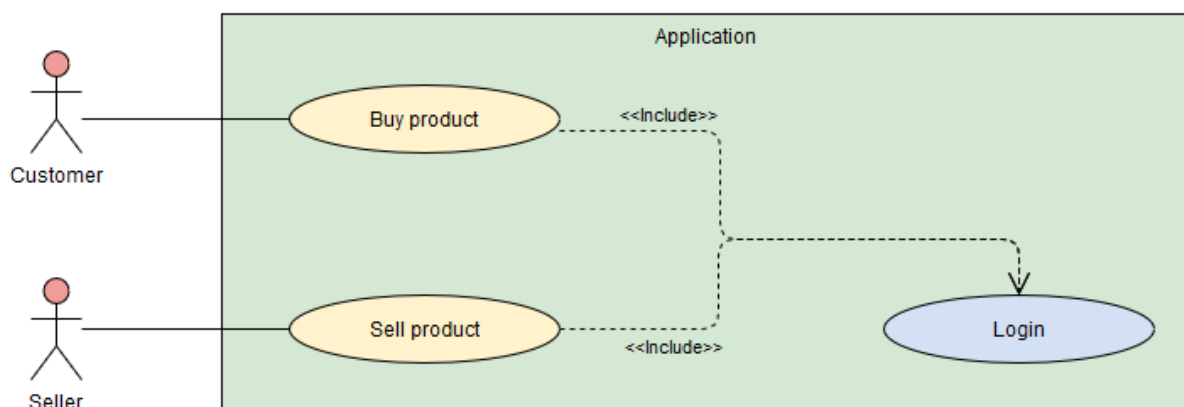 Application
Buy product
<<Include>>
Customer
Sell product
<<Include>>
Login
Seller